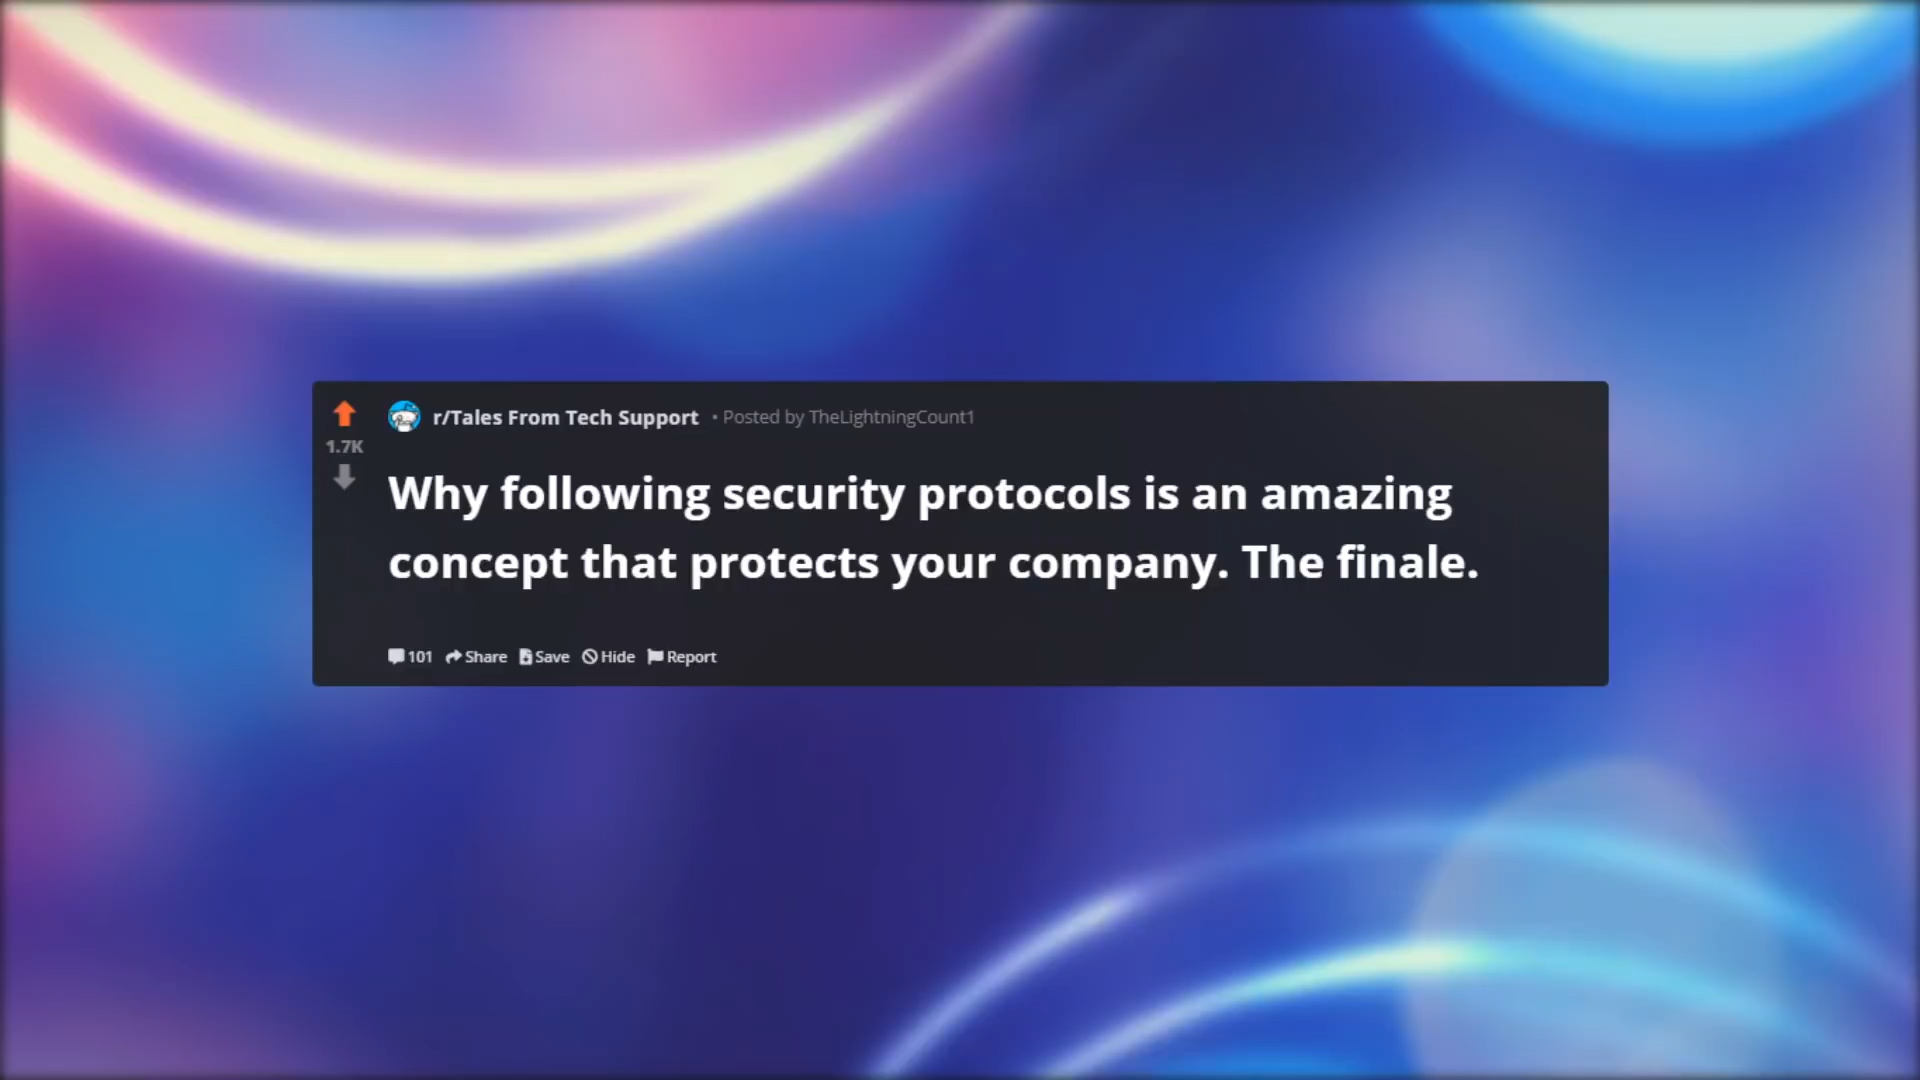 r/Tales From Tech Support • Posted by TheLightningCount1
1.7K
Why following security protocols is an amazing
concept that protects your company. The finale.
101 Share Save Hide Report